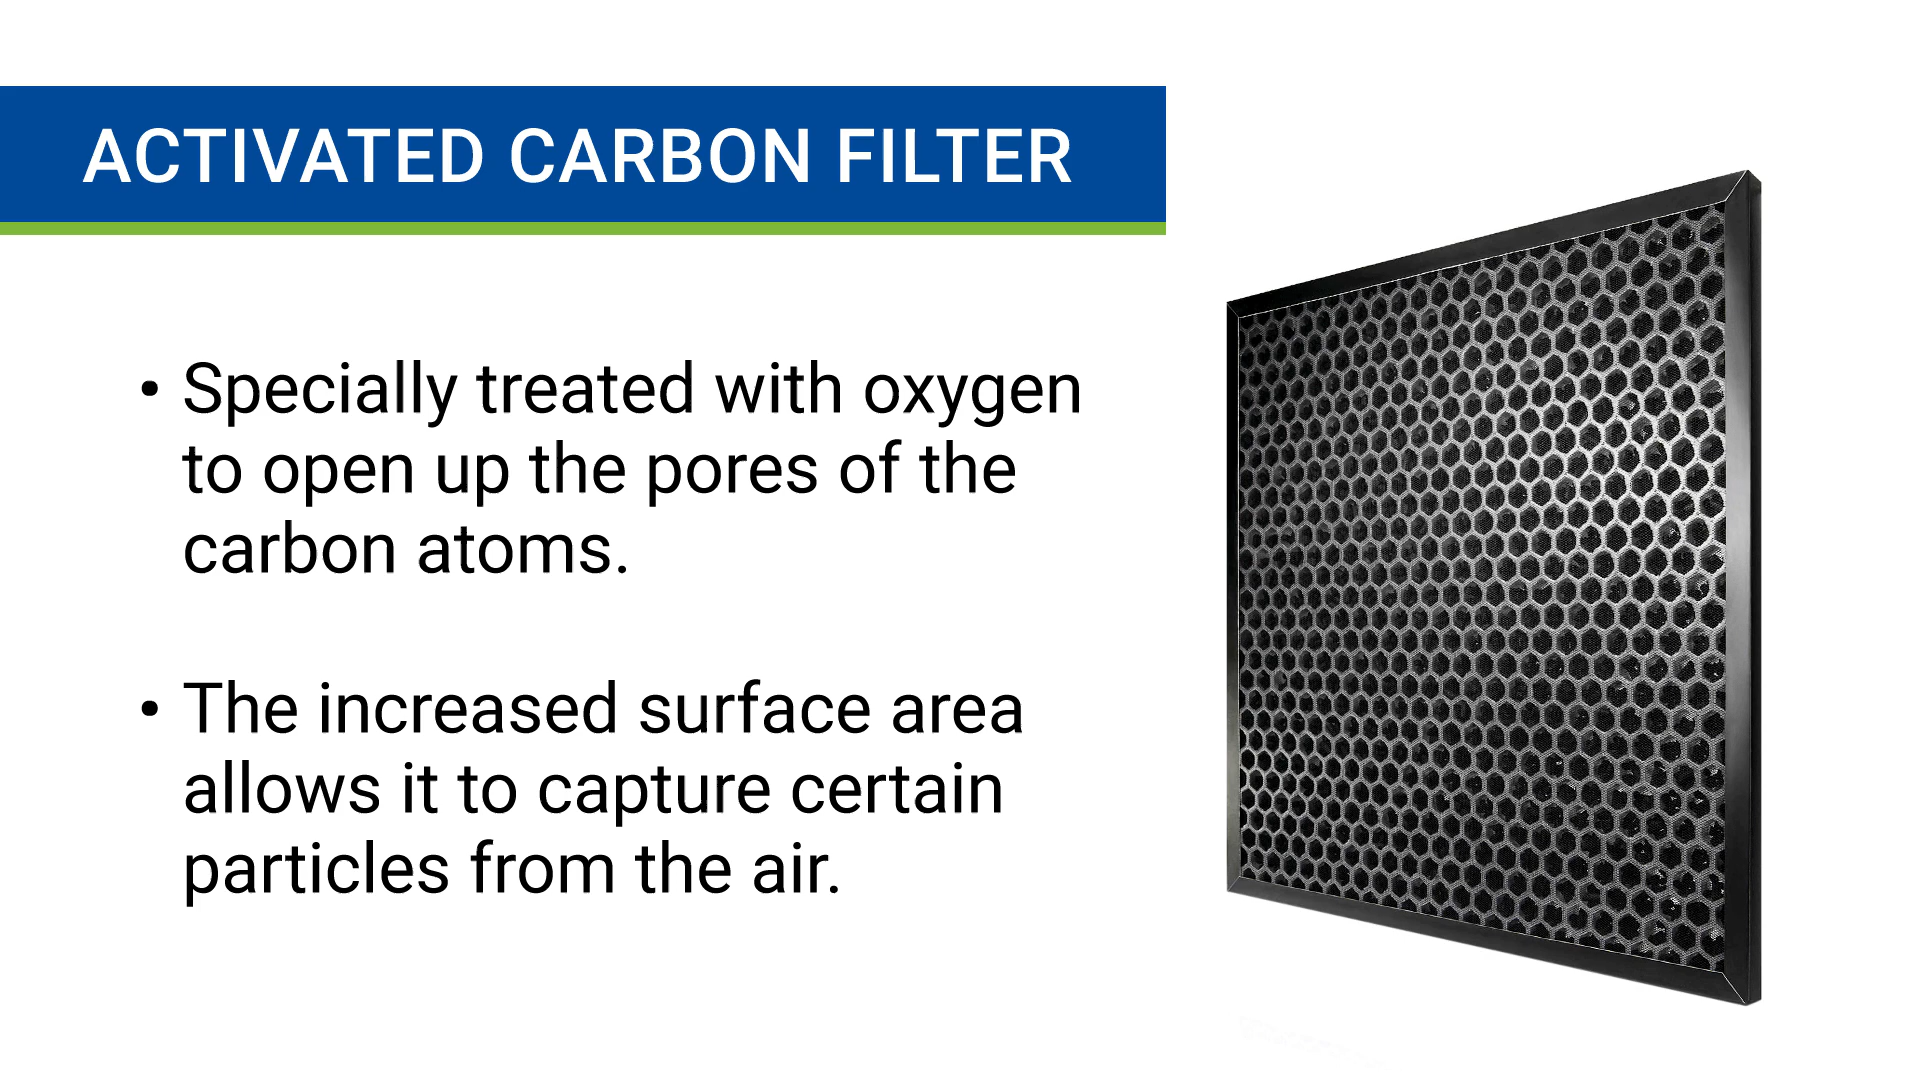 ACTIVATED CARBON FILTER
• Specially treated with oxygen
to open up the pores of the
carbon atoms.
• The increased surface area
allows it to capture certain
particles from the air.